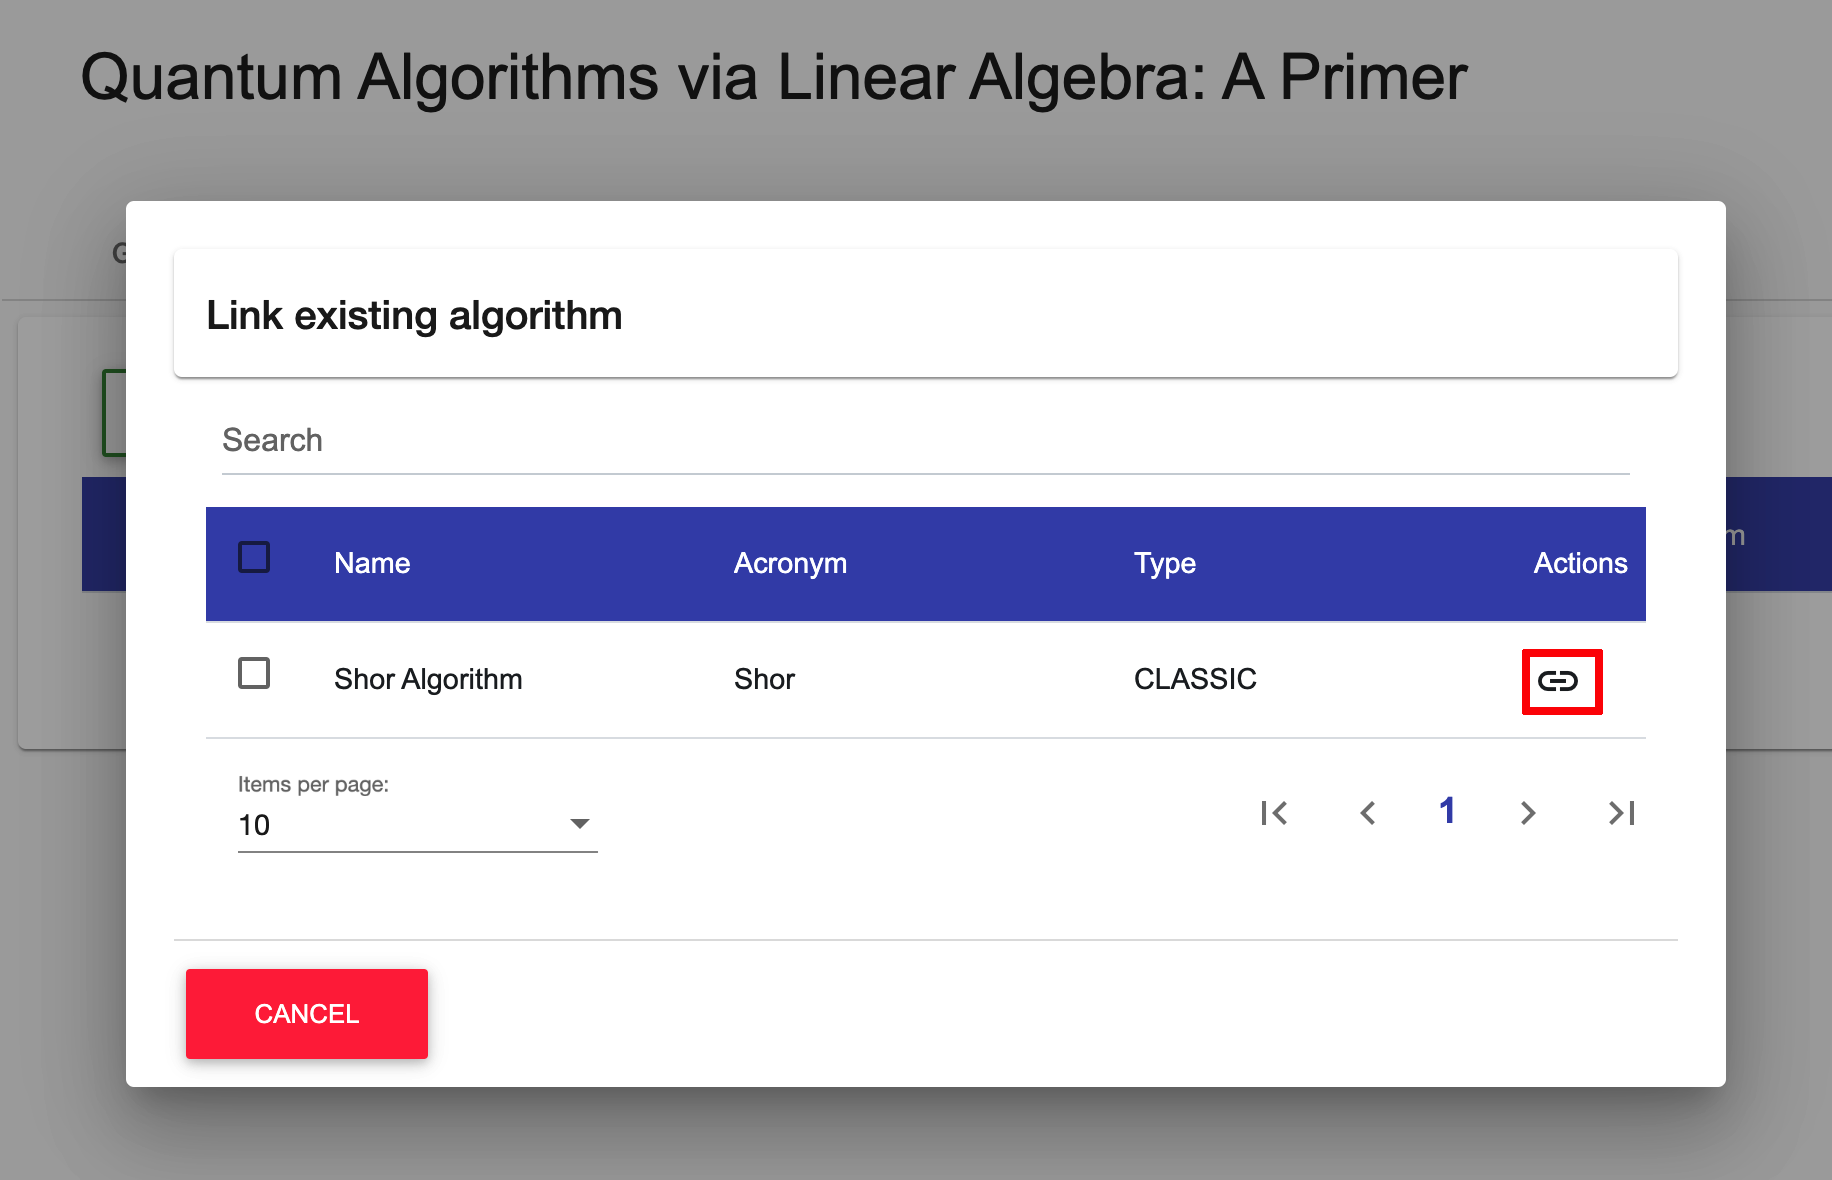 Quantum Algorithms via Linear Algebra: A Primer
Link existing algorithm
Search
Name Acronym Type Actions
Shor Algorithm Shor CLASSIC
Items per page:
10
1
CANCEL